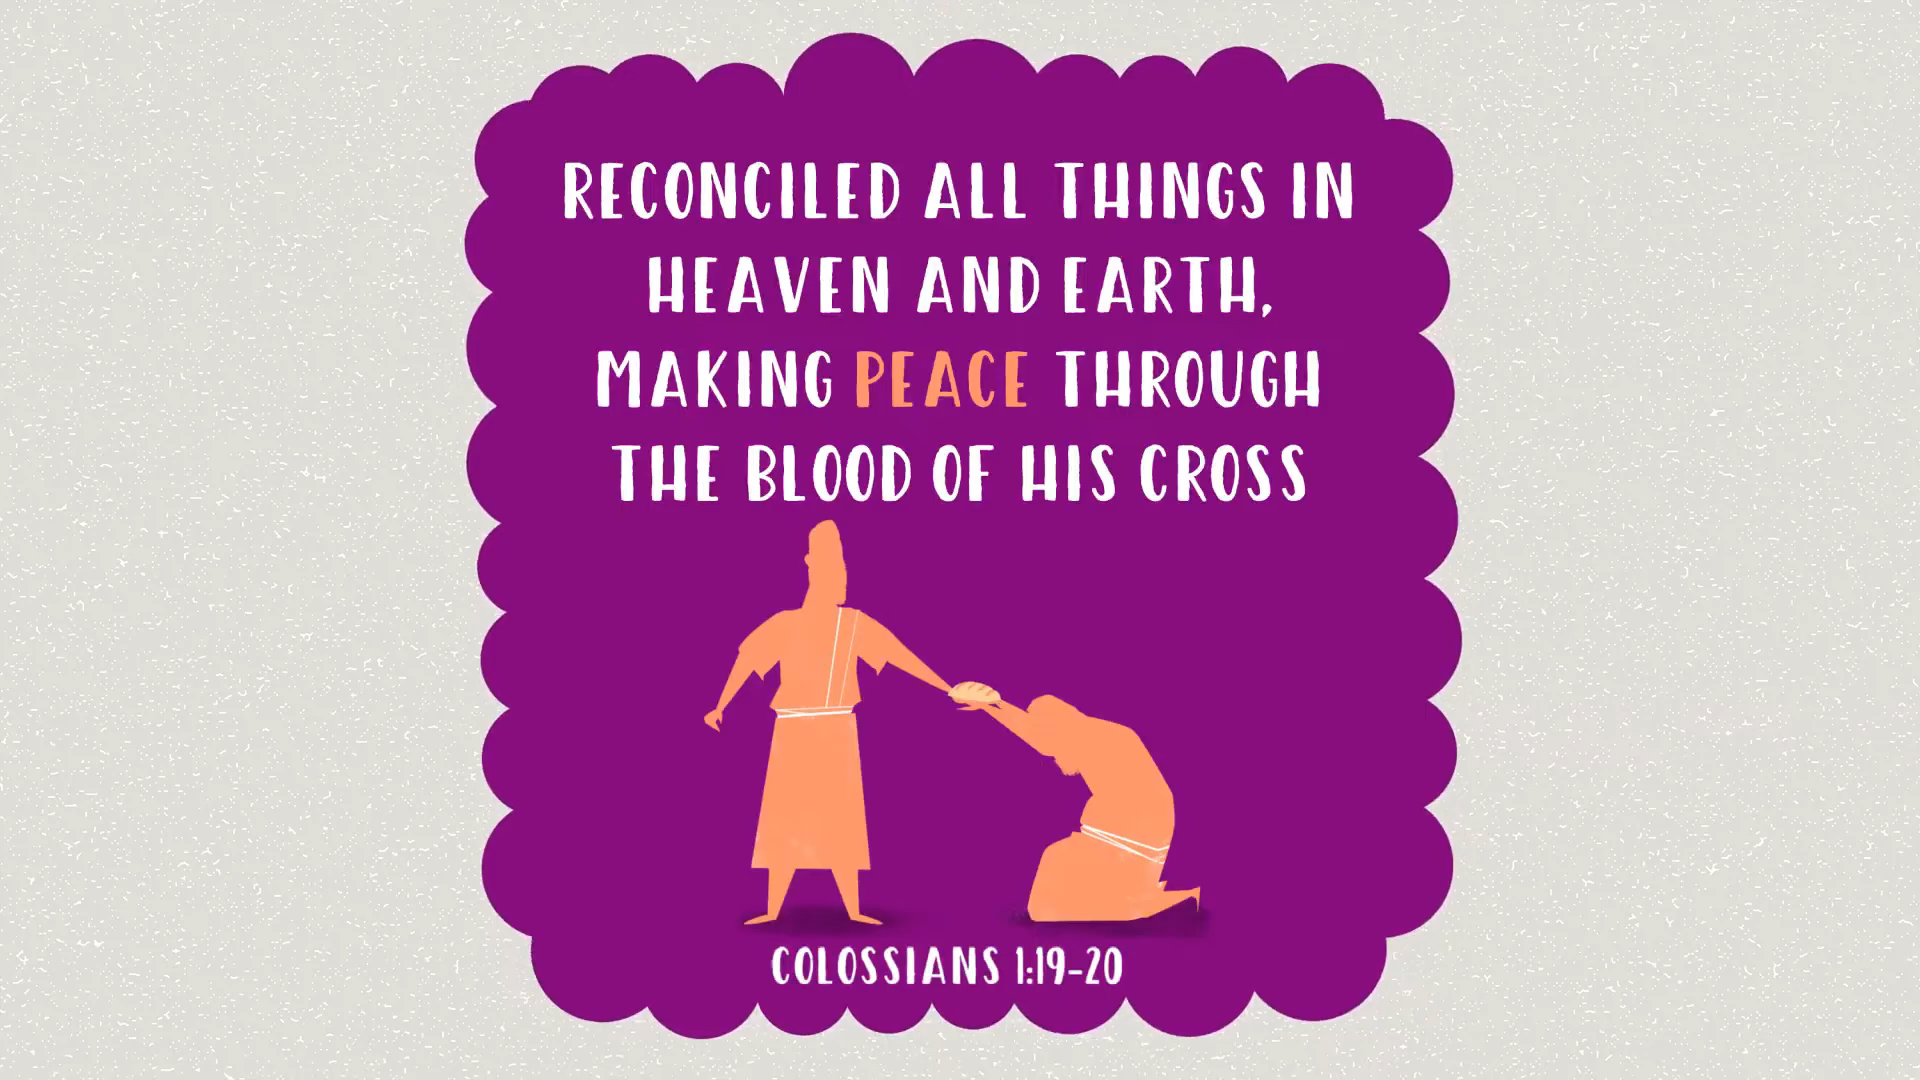 RECONCILED ALL THINGS IN
HEAVEN AND EARTH,
MAKING PEACE THROUGH
THE BLOOD OF HIS CROSS
COLOSSIANS 1:19-20